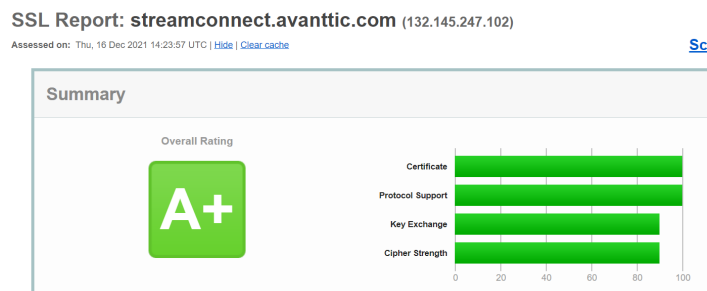 SSL Report: streamconnect.avanttic.com (132.145.247.102)
Assessed on: Thu, 16 Dec 2021 14:23:57 UTC | Hide | Clear cache
Sc
Summary
Overall Rating
A+
Certificate
Protocol Support
Key Exchange
Cipher Strength
0 20 40 60 80 100